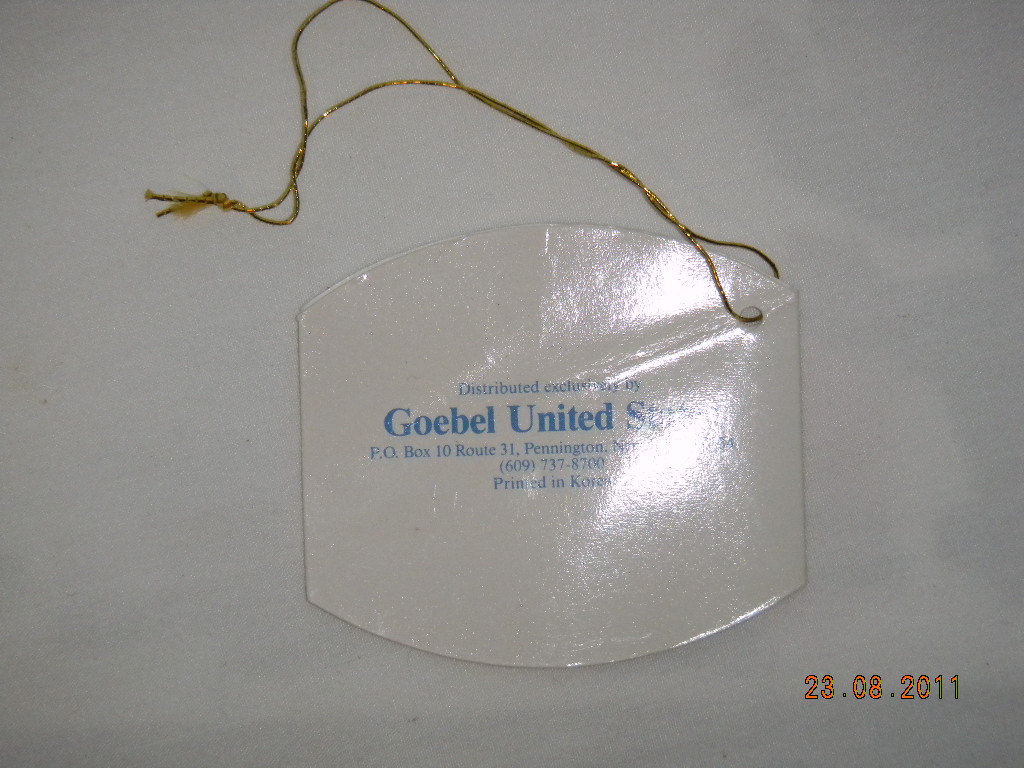 Distributed exclusively by
Goebel United States
P.O. Box 10 Route 31, Pennington,
(609) 737-8700
Printed in Korea
23.08.2011